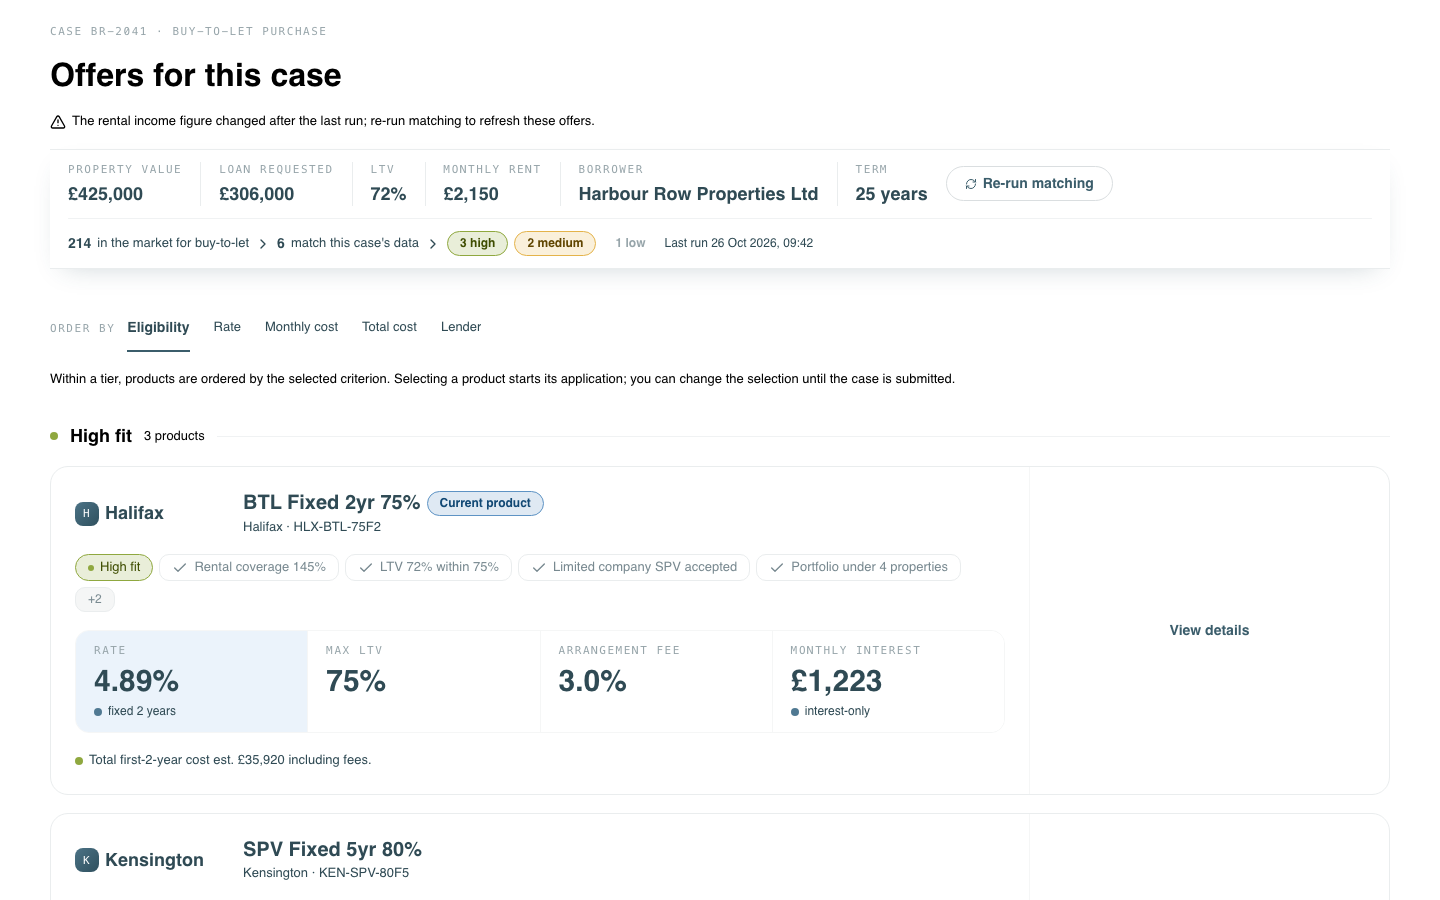 CASE BR-2041 · BUY-TO-LET PURCHASE
Offers for this case
The rental income figure changed after the last run; re-run matching to refresh these offers.
PROPERTY VALUE LOAN REQUESTED LTV MONTHLY RENT BORROWER TERM
£425,000 £306,000 72% £2,150 Harbour Row Properties Ltd 25 years Re-run matching
214 in the market for buy-to-let 6 match this case's data 3 high 2 medium 1 low Last run 26 Oct 2026, 09:42
ORDER BY Eligibility Rate Monthly cost Total cost Lender
Within a tier, products are ordered by the selected criterion. Selecting a product starts its application; you can change the selection until the case is submitted.
High fit 3 products
H Halifax BTL Fixed 2yr 75% Current product
Halifax · HLX-BTL-75F2
High fit Rental coverage 145% LTV 72% within 75% Limited company SPV accepted Portfolio under 4 properties
+2
View details
RATE MAX LTV ARRANGEMENT FEE MONTHLY INTEREST
4.89% 75% 3.0% £1,223
fixed 2 years interest-only
Total first-2-year cost est. £35,920 including fees.
K Kensington SPV Fixed 5yr 80%
Kensington · KEN-SPV-80F5